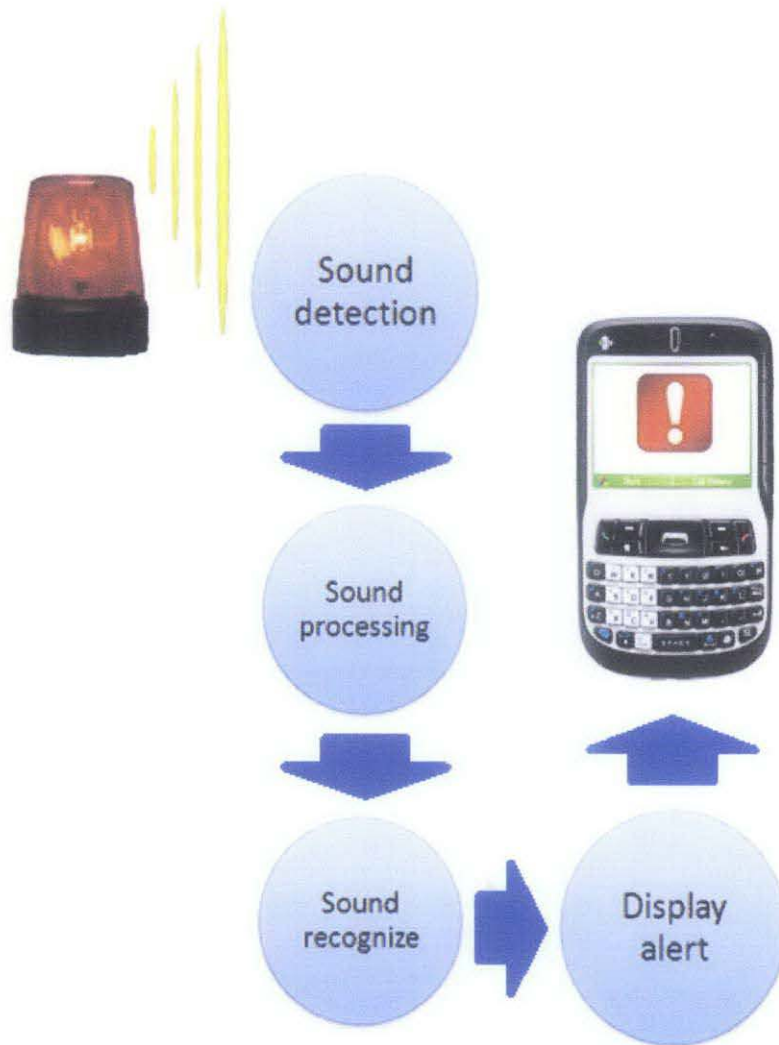 Sound
detection
Sound
processing
Sound
recognize
Display
alert